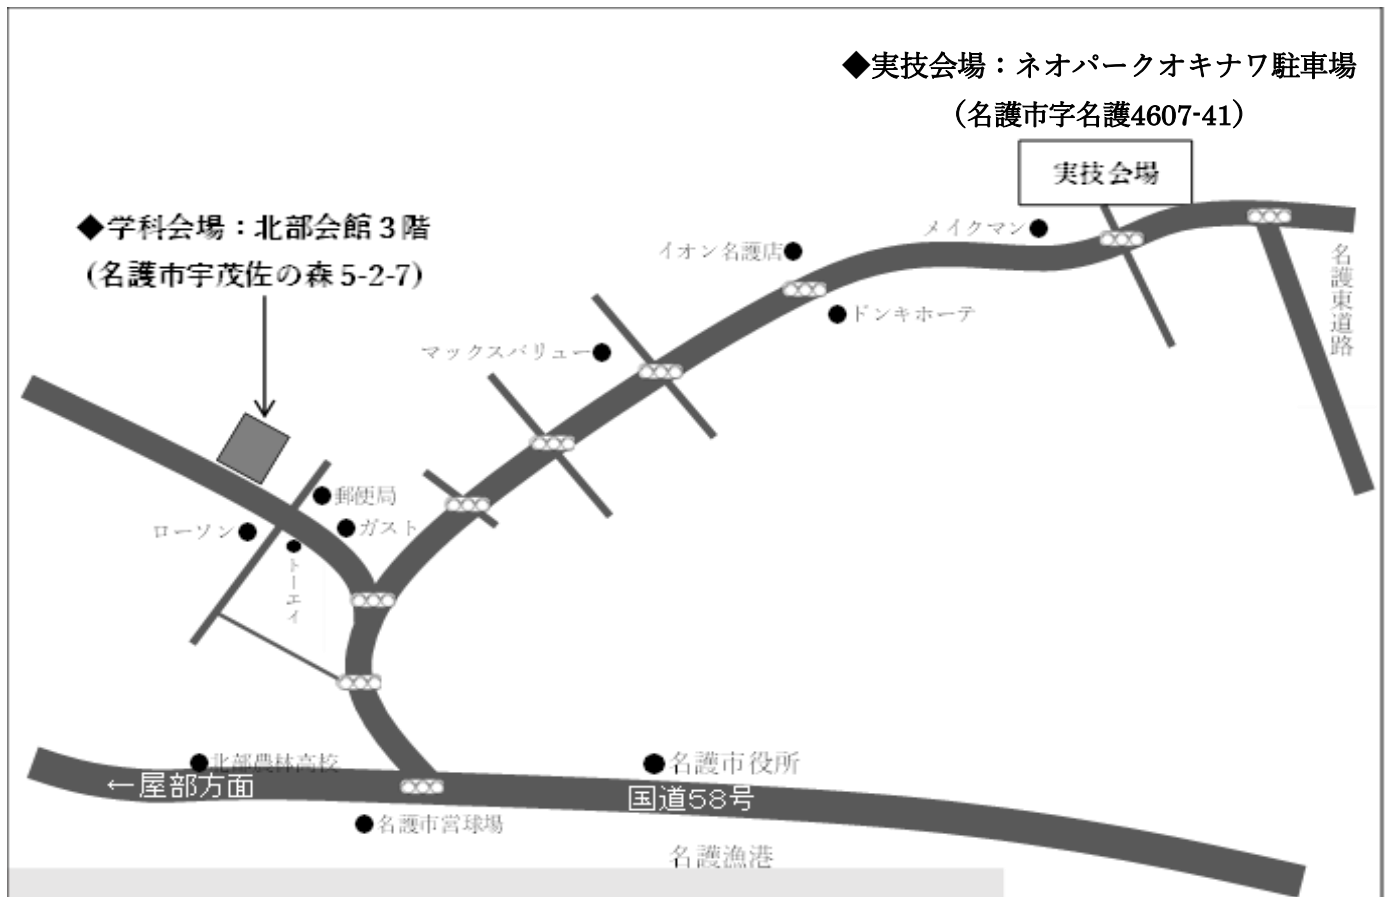 ◆実技会場：ネオパークオキナワ駐車場
（名護市字名護4607-41）
実技会場
◆学科会場：北部会館３階
(名護市宇茂佐の森 5-2-7)
メイクマン
イオン名護店
名護東道路
ドンキホーテ
マックスバリュー
郵便局
ローソン
ガスト
トーエイ
北部農林高校
名護市役所
←屋部方面
国道58号
名護市営球場
名護漁港